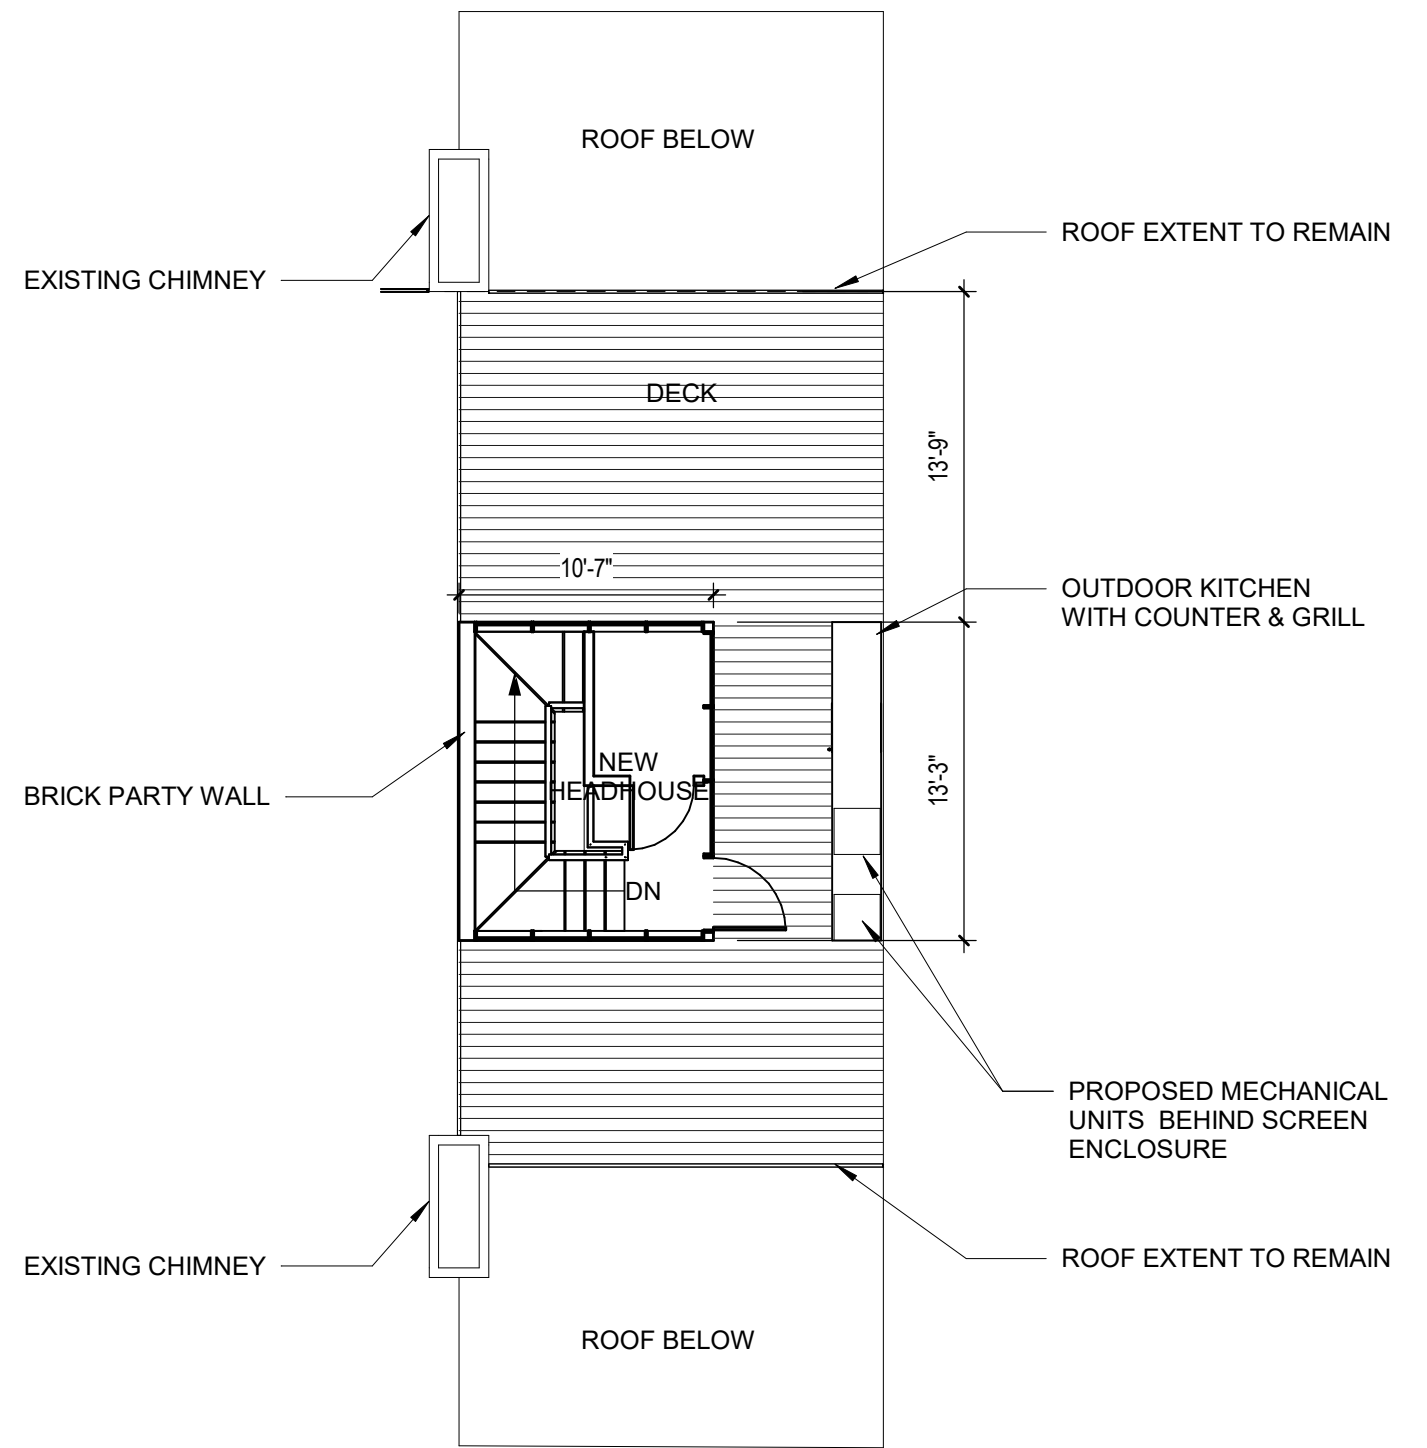 ROOF BELOW
ROOF EXTENT TO REMAIN
EXISTING CHIMNEY
DECK
13'-9"
10'-7"
OUTDOOR KITCHEN
WITH COUNTER & GRILL
NEW
HEADHOUSE
13'-3"
BRICK PARTY WALL
DN
PROPOSED MECHANICAL
UNITS BEHIND SCREEN
ENCLOSURE
EXISTING CHIMNEY
ROOF EXTENT TO REMAIN
ROOF BELOW